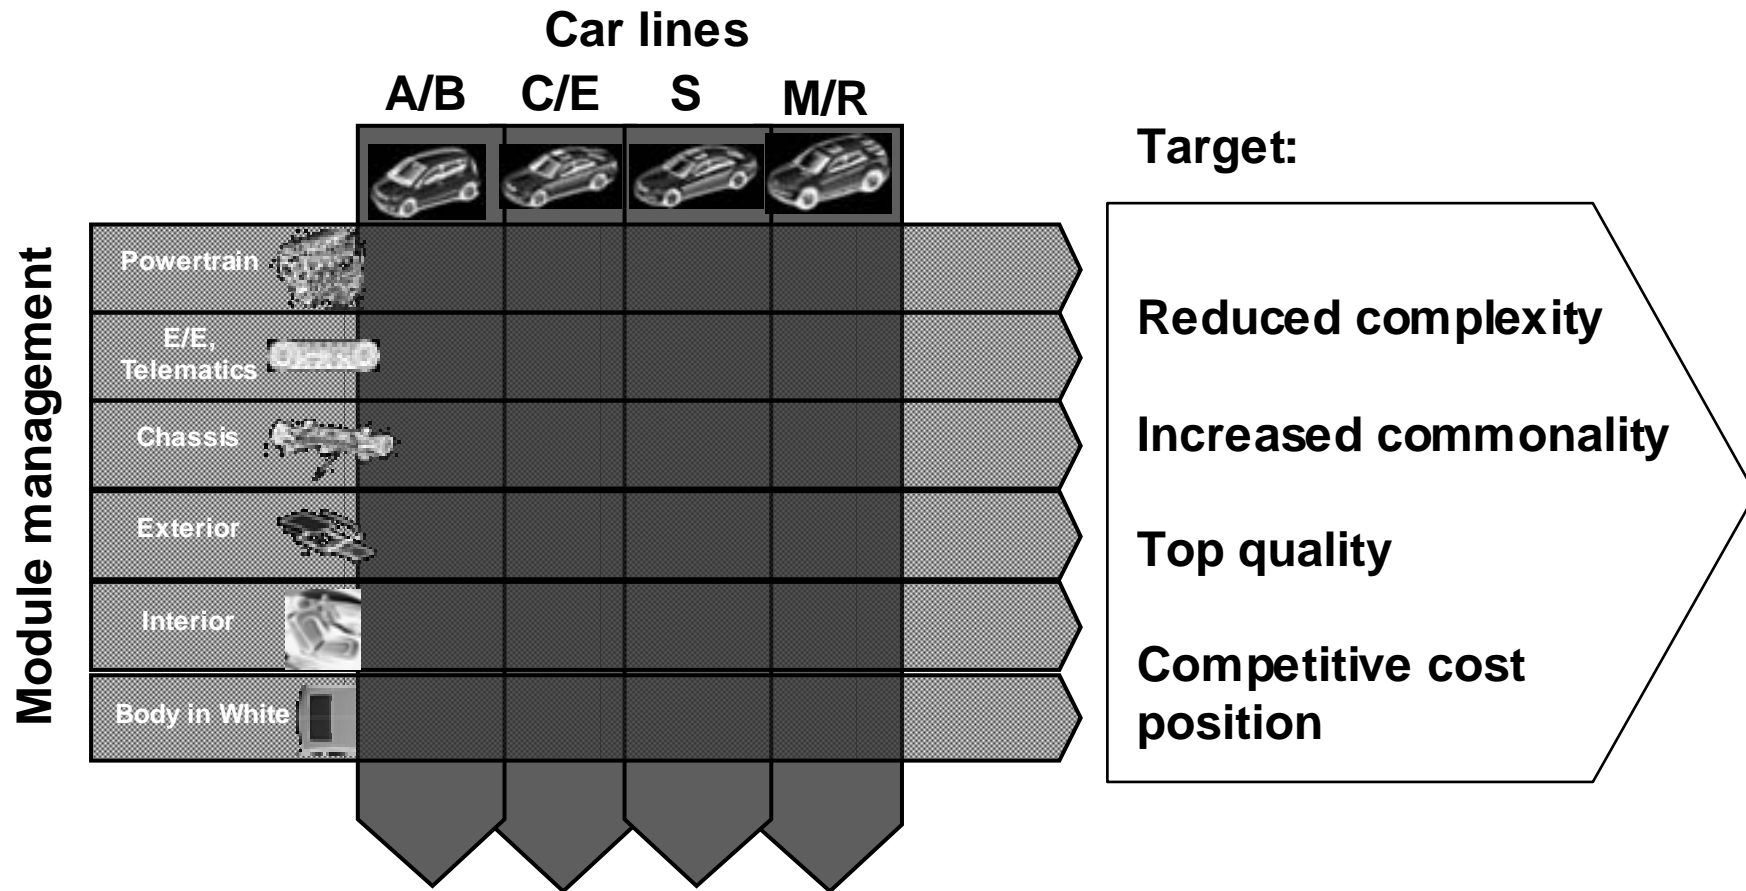 Car lines
A/B C/E S M/R
Target:
Module management
Powertrain
E/E,
Telematics
Chassis
Exterior
Interior
Body in White
Reduced complexity
Increased commonality
Top quality
Competitive cost
position